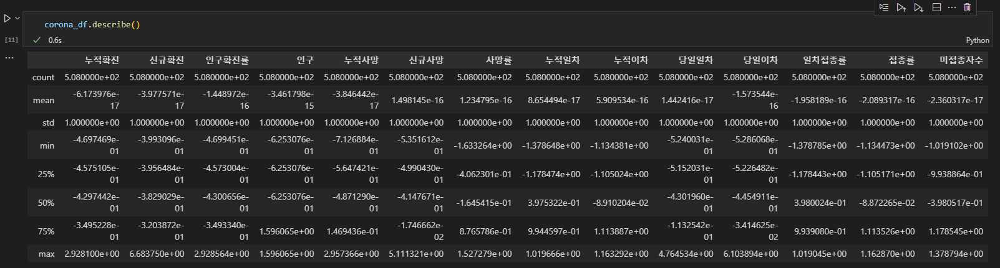 corona_df.describe()
[11] 0.6s Python
...
누적확진 신규확진 인구확진률 인구 누적사망 신규사망 사망률 누적일차 누적이차 당일일차 당일이차 일차접종률 접종률 미접종자수
count 5.080000e+02 5.080000e+02 5.080000e+02 5.080000e+02 5.080000e+02 5.080000e+02 5.080000e+02 5.080000e+02 5.080000e+02 5.080000e+02 5.080000e+02 5.080000e+02 5.080000e+02 5.080000e+02
mean -6.173976e-17 -3.977571e-17 -1.448972e-16 -3.461798e-15 -3.846442e-17 1.498145e-16 1.234795e-16 8.654494e-17 5.909534e-16 1.442416e-17 -1.573544e-16 -1.958189e-16 -2.089317e-16 -2.360317e-17
std 1.000000e+00 1.000000e+00 1.000000e+00 1.000000e+00 1.000000e+00 1.000000e+00 1.000000e+00 1.000000e+00 1.000000e+00 1.000000e+00 1.000000e+00 1.000000e+00 1.000000e+00 1.000000e+00
min -4.697469e-01 -3.993096e-01 -4.699451e-01 -6.253076e-01 -7.126884e-01 -5.351612e-01 -1.633264e+00 -1.378648e+00 -1.134381e+00 -5.240031e-01 -5.286068e-01 -1.378785e+00 -1.134473e+00 -1.019102e+00
25% -4.575105e-01 -3.956484e-01 -4.573004e-01 -6.253076e-01 -5.647421e-01 -4.990430e-01 -4.062301e-01 -1.178474e+00 -1.105024e+00 -5.152031e-01 -5.226482e-01 -1.178443e+00 -1.105171e+00 -9.938864e-01
50% -4.297442e-01 -3.829029e-01 -4.300656e-01 -6.253076e-01 -4.871290e-01 -4.147671e-01 -1.645415e-01 3.975322e-01 -8.910204e-02 -4.301960e-01 -4.454911e-01 3.980024e-01 -8.872265e-02 -3.980517e-01
75% -3.495228e-01 -3.203872e-01 -3.493340e-01 1.596065e+00 1.469436e-01 -1.746662e-02 8.765786e-01 9.944597e-01 1.113887e+00 -1.132542e-01 -3.414625e-02 9.939080e-01 1.113526e+00 1.178545e+00
max 2.928100e+00 6.683750e+00 2.928564e+00 1.596065e+00 2.957366e+00 5.111321e+00 1.527279e+00 1.019666e+00 1.163292e+00 4.764534e+00 6.103894e+00 1.019045e+00 1.162870e+00 1.378794e+00